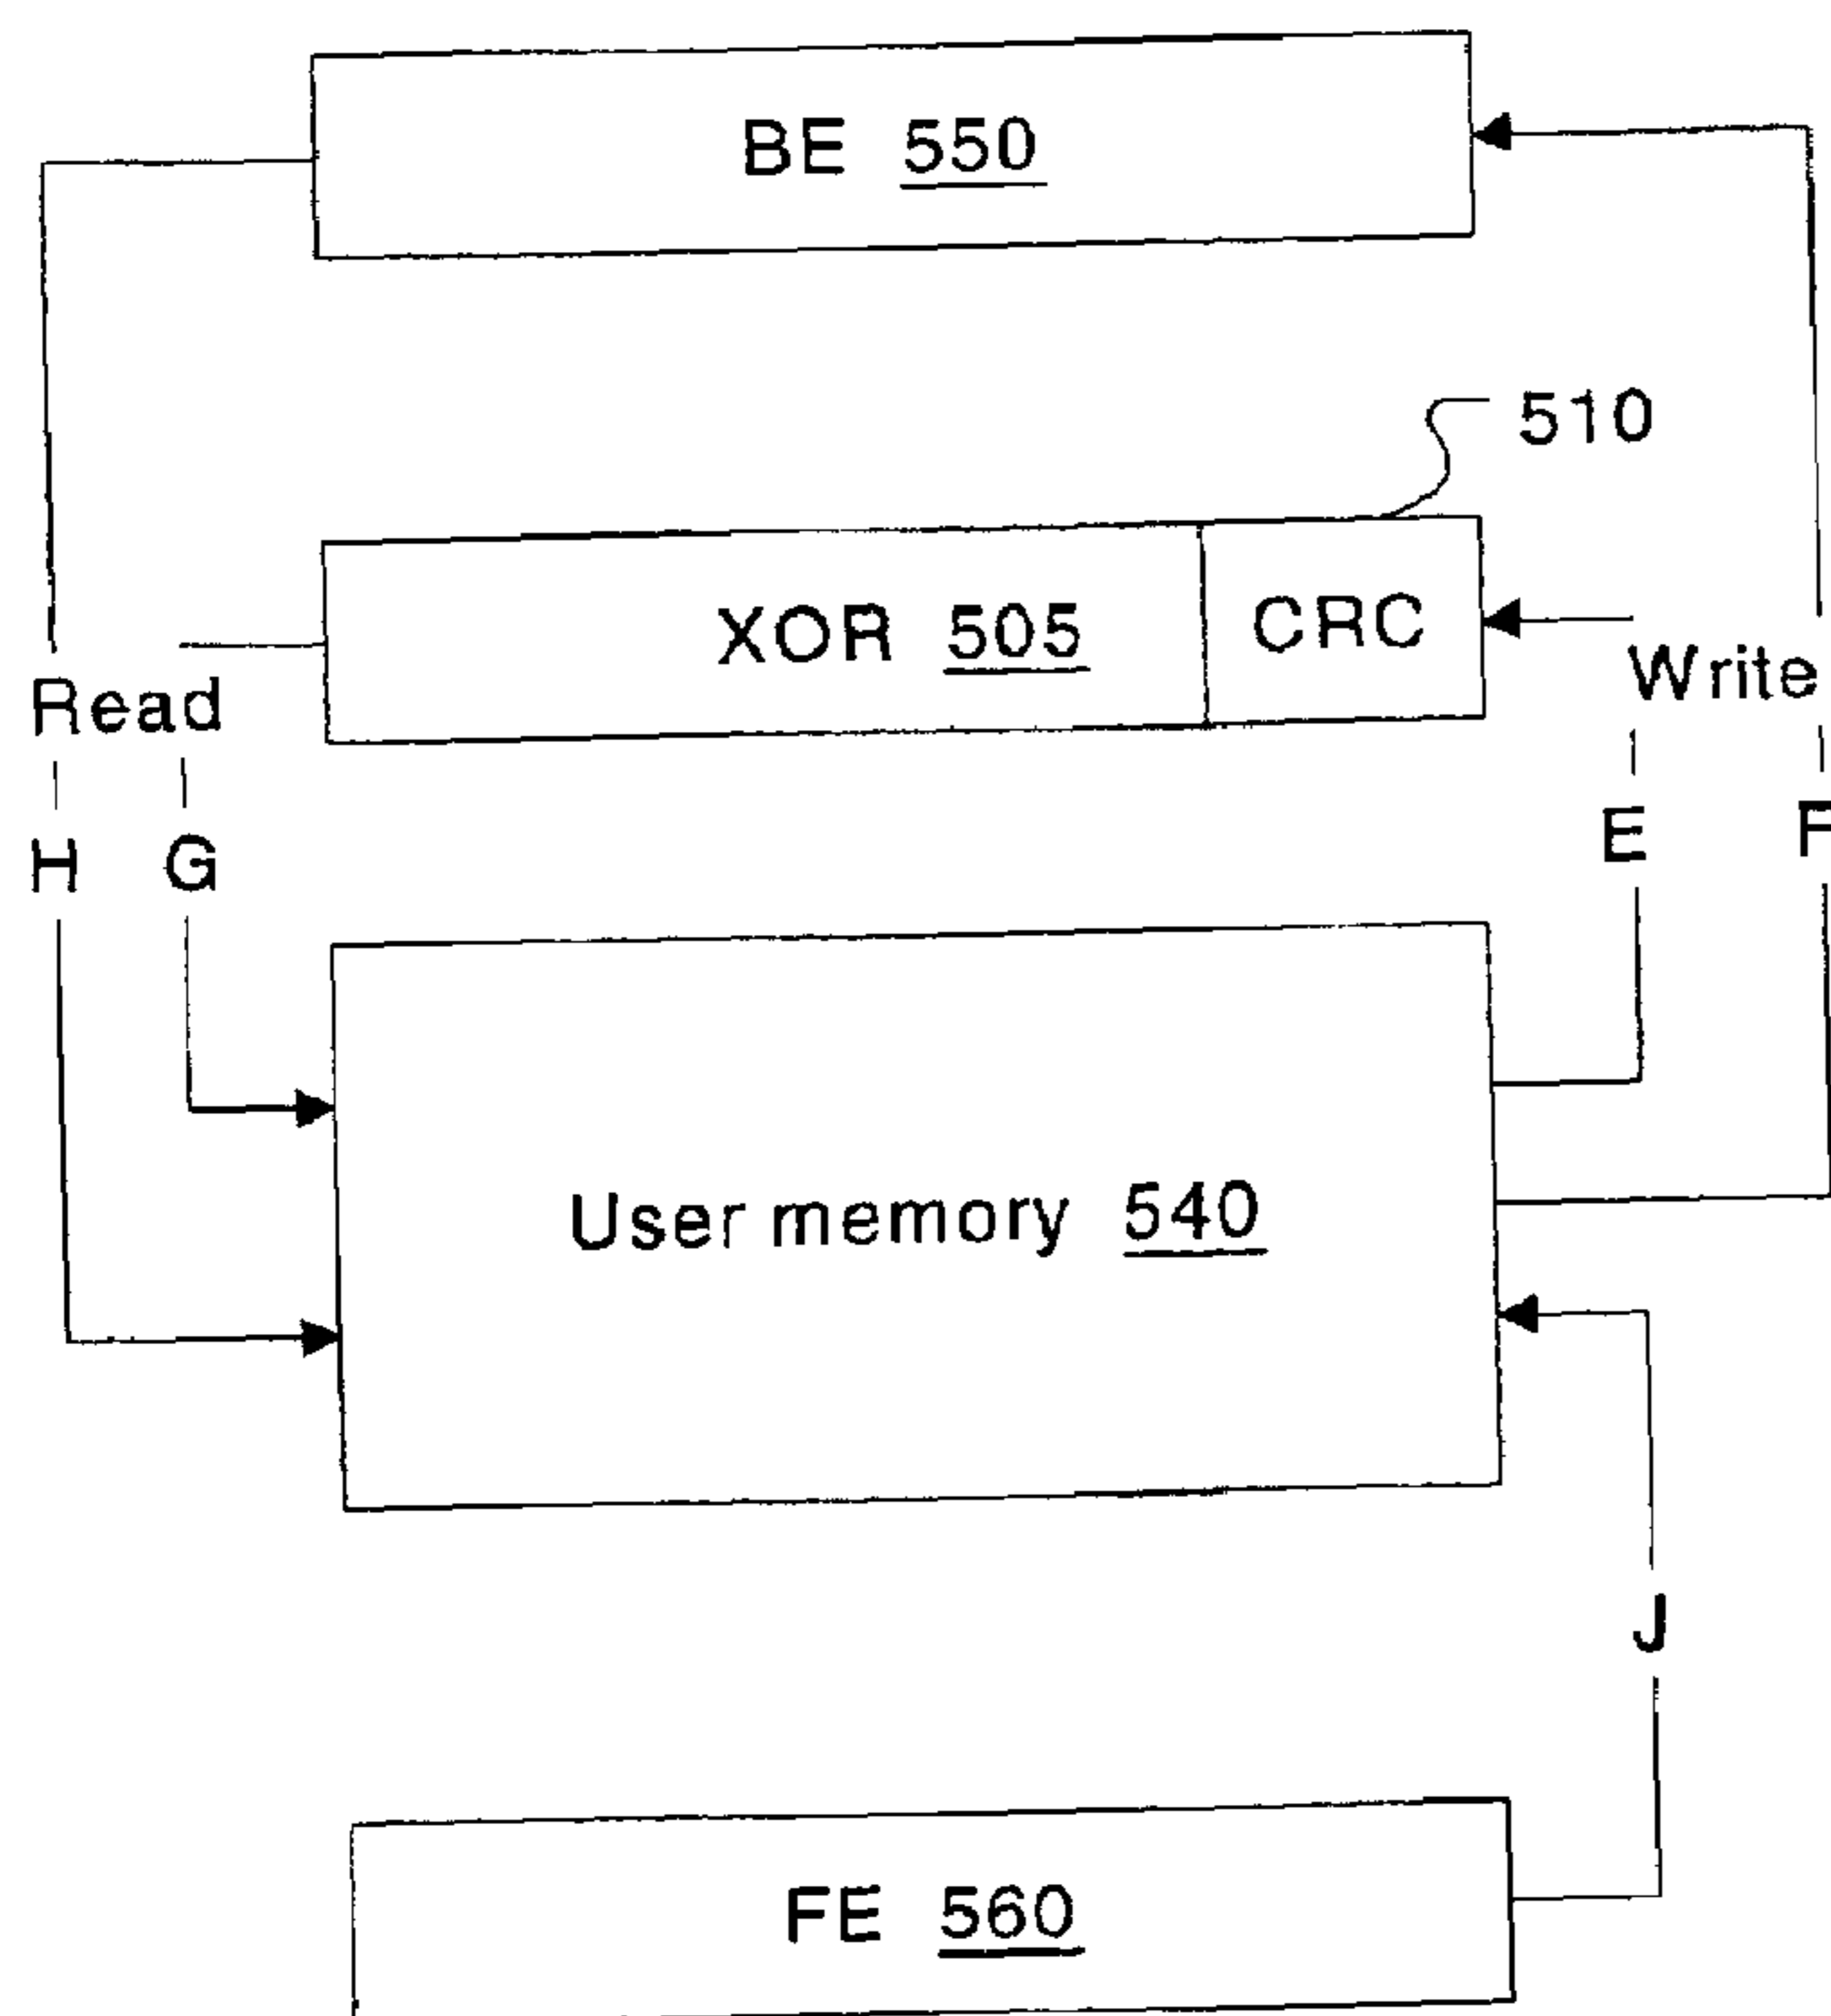 BE 550
510
XOR 505
CRC
Read
Write
H
G
E
F
User memory 540
J
FE 560